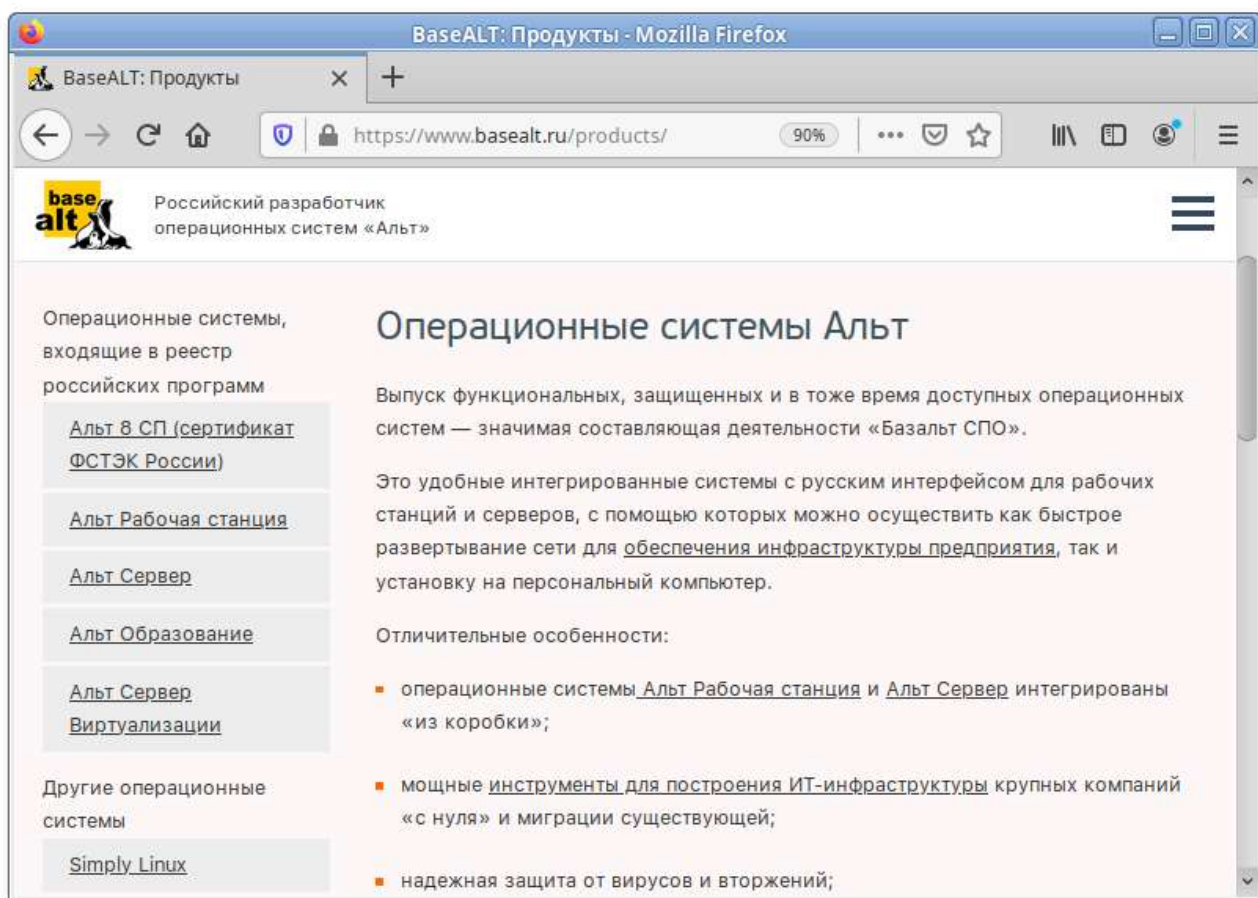 BaseALT: Продукты - Mozilla Firefox
BaseALT: Продукты
https://www.basealt.ru/products/
90%
base
alt
Российский разработчик
операционных систем «Альт»
Операционные системы,
входящие в реестр
российских программ
Альт 8 СП (сертификат
ФСТЭК России)
Альт Рабочая станция
Альт Сервер
Альт Образование
Альт Сервер
Виртуализации
Другие операционные
системы
Simply Linux
Операционные системы Альт
Выпуск функциональных, защищенных и в тоже время доступных операционных
систем — значимая составляющая деятельности «Базальт СПО».
Это удобные интегрированные системы с русским интерфейсом для рабочих
станций и серверов, с помощью которых можно осуществить как быстрое
развертывание сети для обеспечения инфраструктуры предприятия, так и
установку на персональный компьютер.
Отличительные особенности:
операционные системы Альт Рабочая станция и Альт Сервер интегрированы
«из коробки»;
мощные инструменты для построения ИТ-инфраструктуры крупных компаний
«с нуля» и миграции существующей;
надежная защита от вирусов и вторжений;